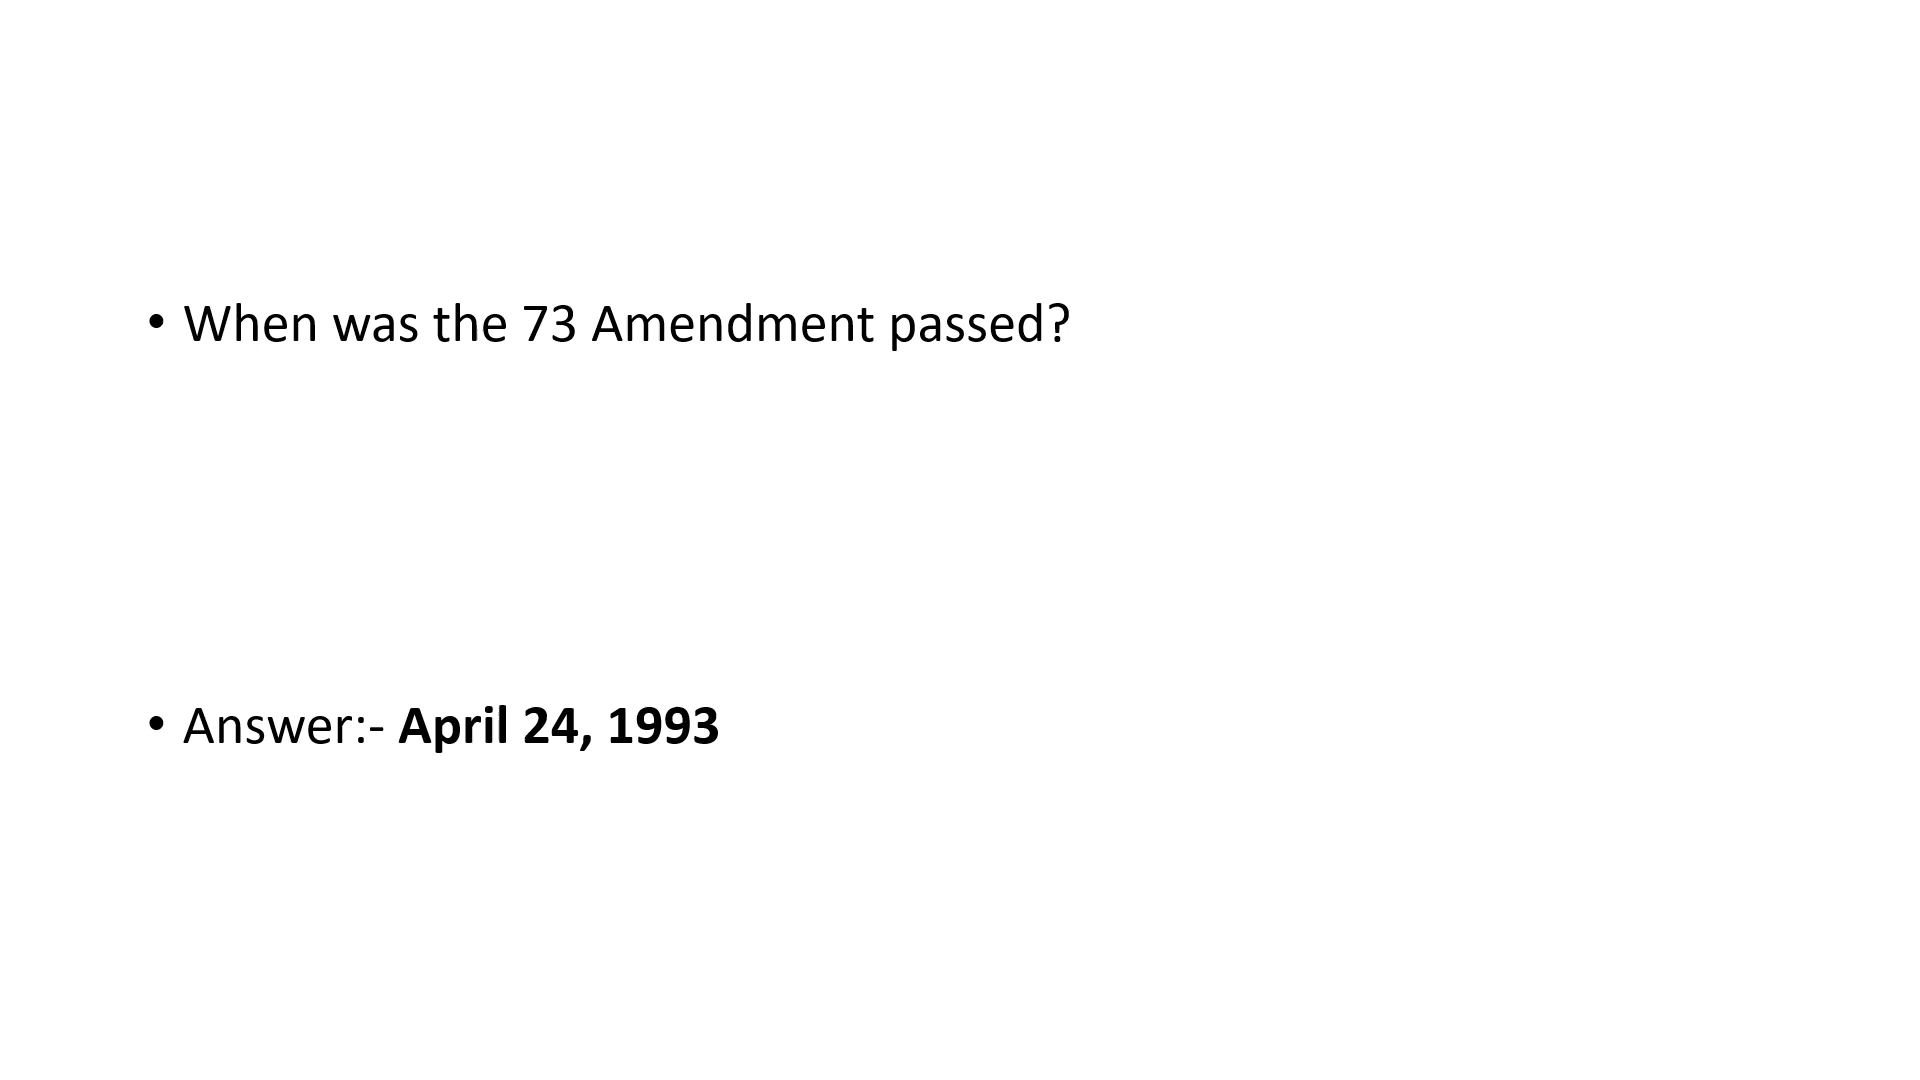 • When was the 73 Amendment passed?
• Answer:- April 24, 1993